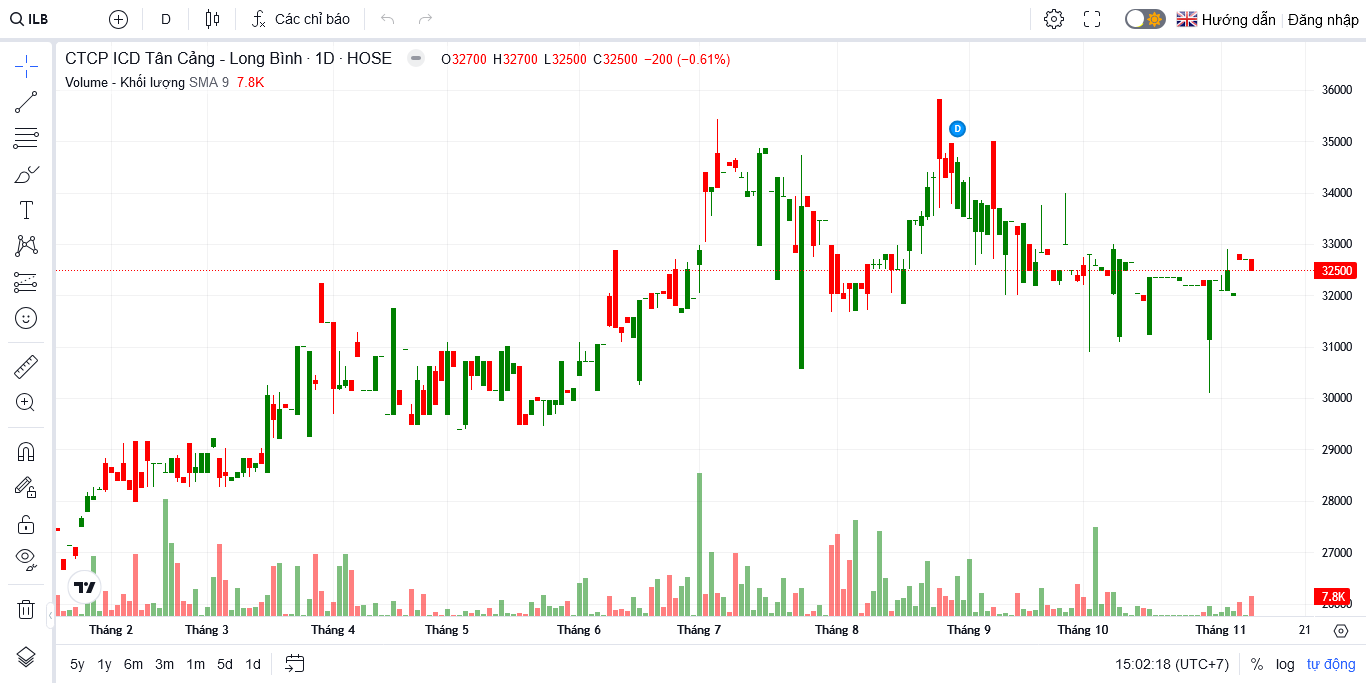 ILB D Các chỉ báo Hướng dẫn Đăng nhập
CTCP ICD Tân Cảng - Long Bình · 1D · HOSE O32700 H32700 L32500 C32500 −200 (−0.61%)
Volume - Khối lượng SMA 9 7.8K
36000
D
35000
34000
33000
32500
32000
31000
30000
29000
28000
27000
7.8K
Tháng 2 Tháng 3 Tháng 4 Tháng 5 Tháng 6 Tháng 7 Tháng 8 Tháng 9 Tháng 10 Tháng 11 21
5y 1y 6m 3m 1m 5d 1d 15:02:18 (UTC+7) % log tự động